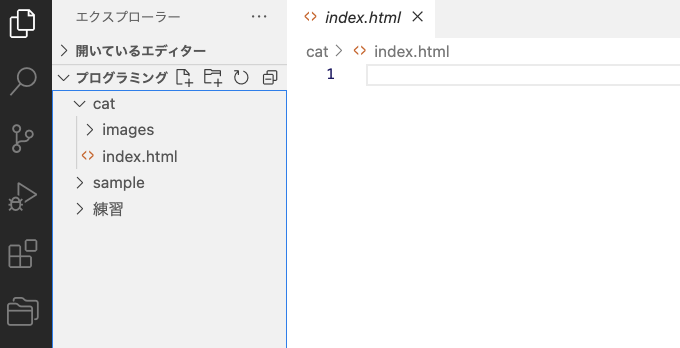 エクスプローラー
開いているエディター
プログラミング
cat
images
index.html
sample
練習
index.html
cat > index.html
1